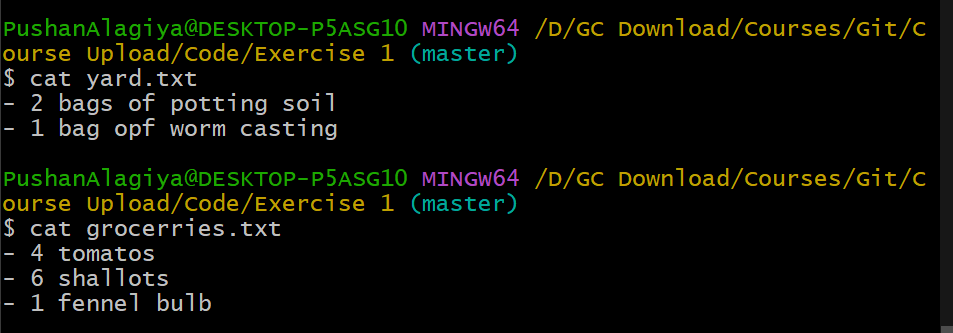 PushanAlagiya@DESKTOP-P5ASG10 MINGW64 /D/GC Download/Courses/Git/C
ourse Upload/Code/Exercise 1 (master)
$ cat yard.txt
- 2 bags of potting soil
- 1 bag opf worm casting
PushanAlagiya@DESKTOP-P5ASG10 MINGW64 /D/GC Download/Courses/Git/C
ourse Upload/Code/Exercise 1 (master)
$ cat grocerries.txt
- 4 tomatos
- 6 shallots
- 1 fennel bulb